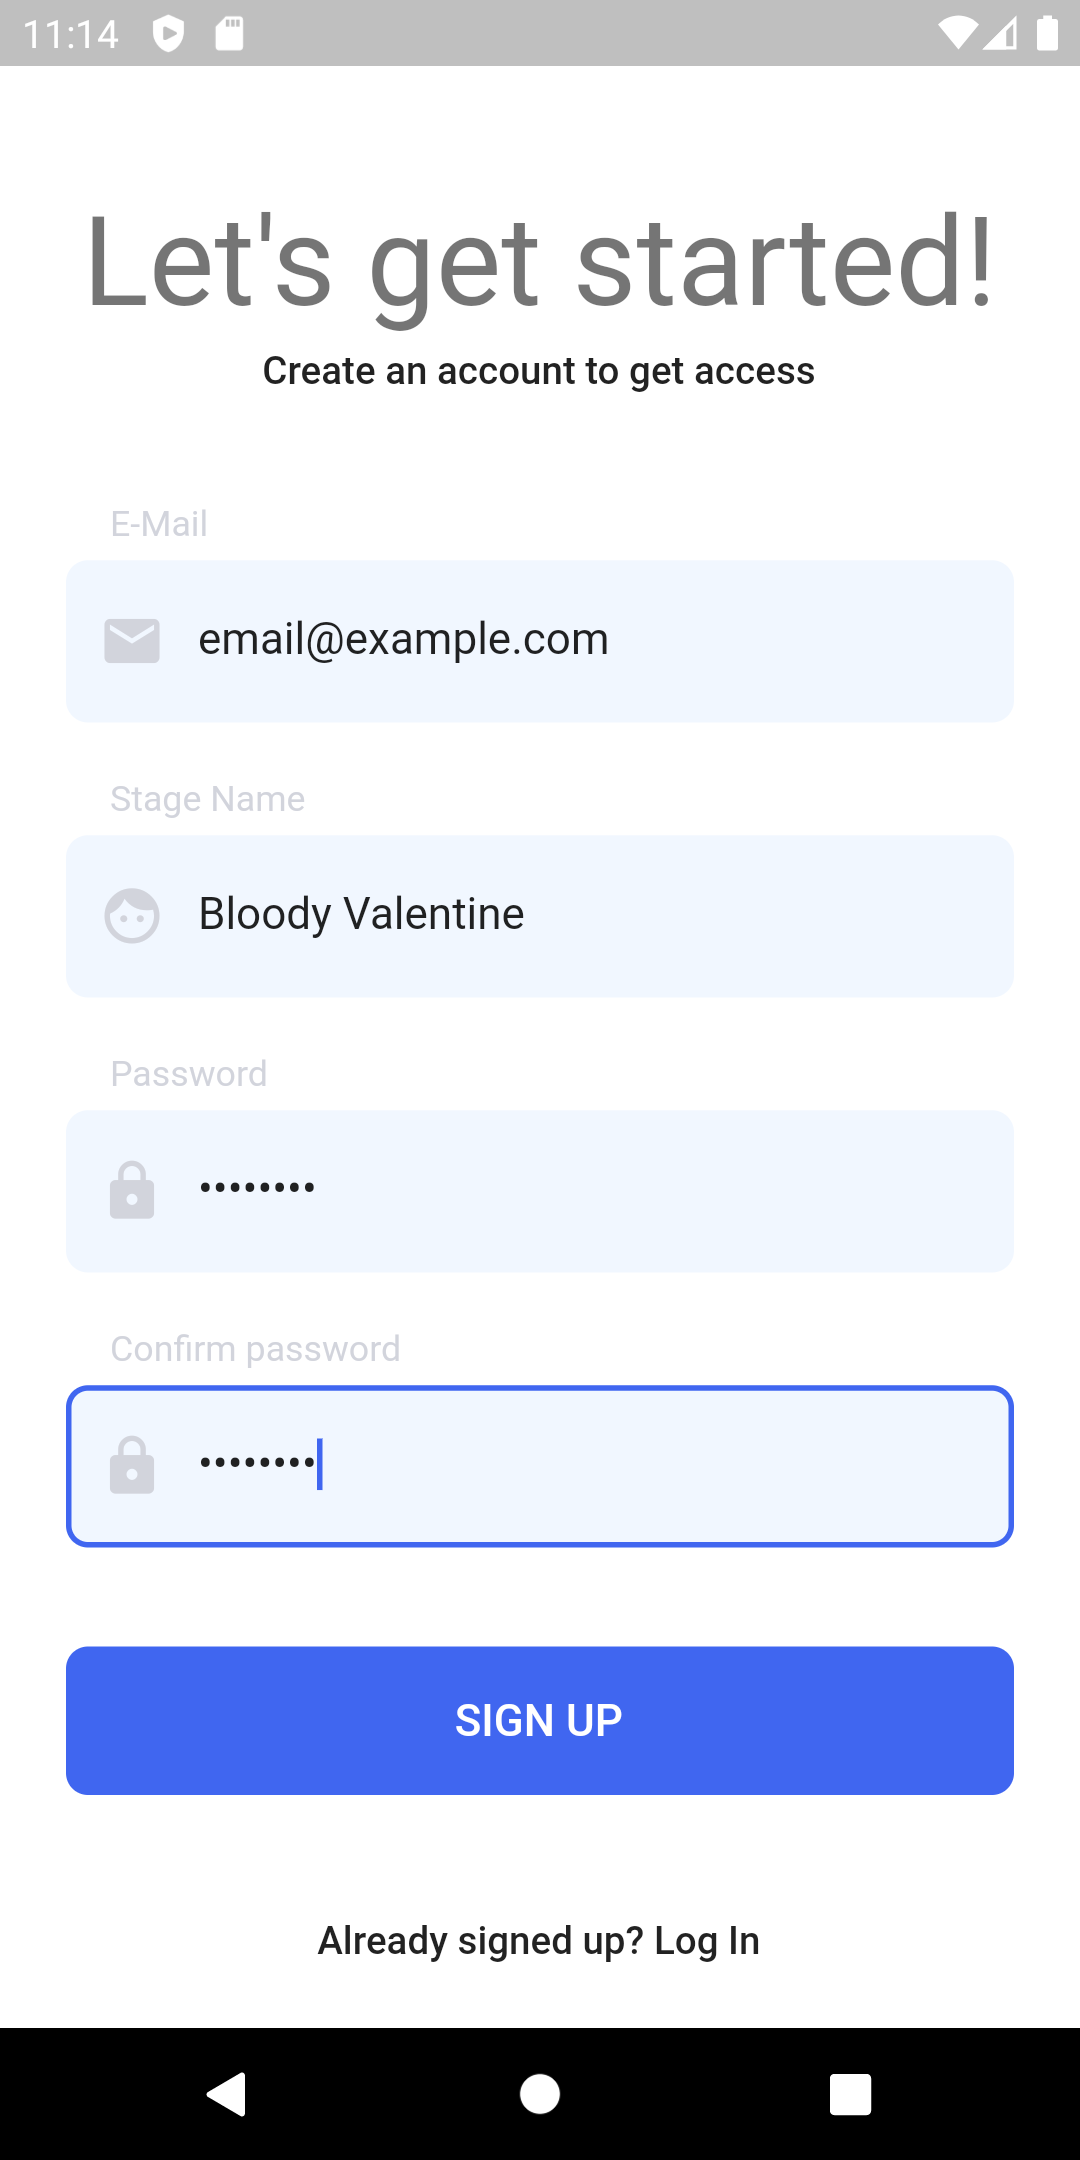 11:14
Let's get started!
Create an account to get access
E-Mail
email@example.com
Stage Name
Bloody Valentine
Password
••••••••
Confirm password
••••••••
SIGN UP
Already signed up? Log In